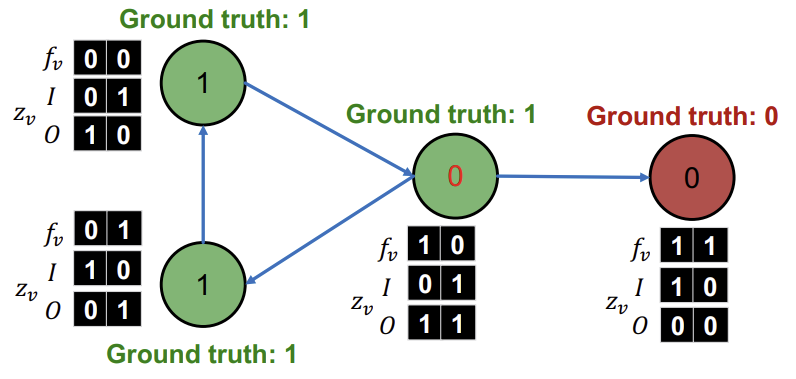 Ground truth: 1
f_v 0 0
I 0 1
z_v
O 1 0
1
Ground truth: 1
0
f_v 1 0
I 0 1
z_v
O 1 1
Ground truth: 0
0
f_v 1 1
I 1 0
z_v
O 0 0
f_v 0 1
I 1 0
z_v
O 0 1
1
Ground truth: 1